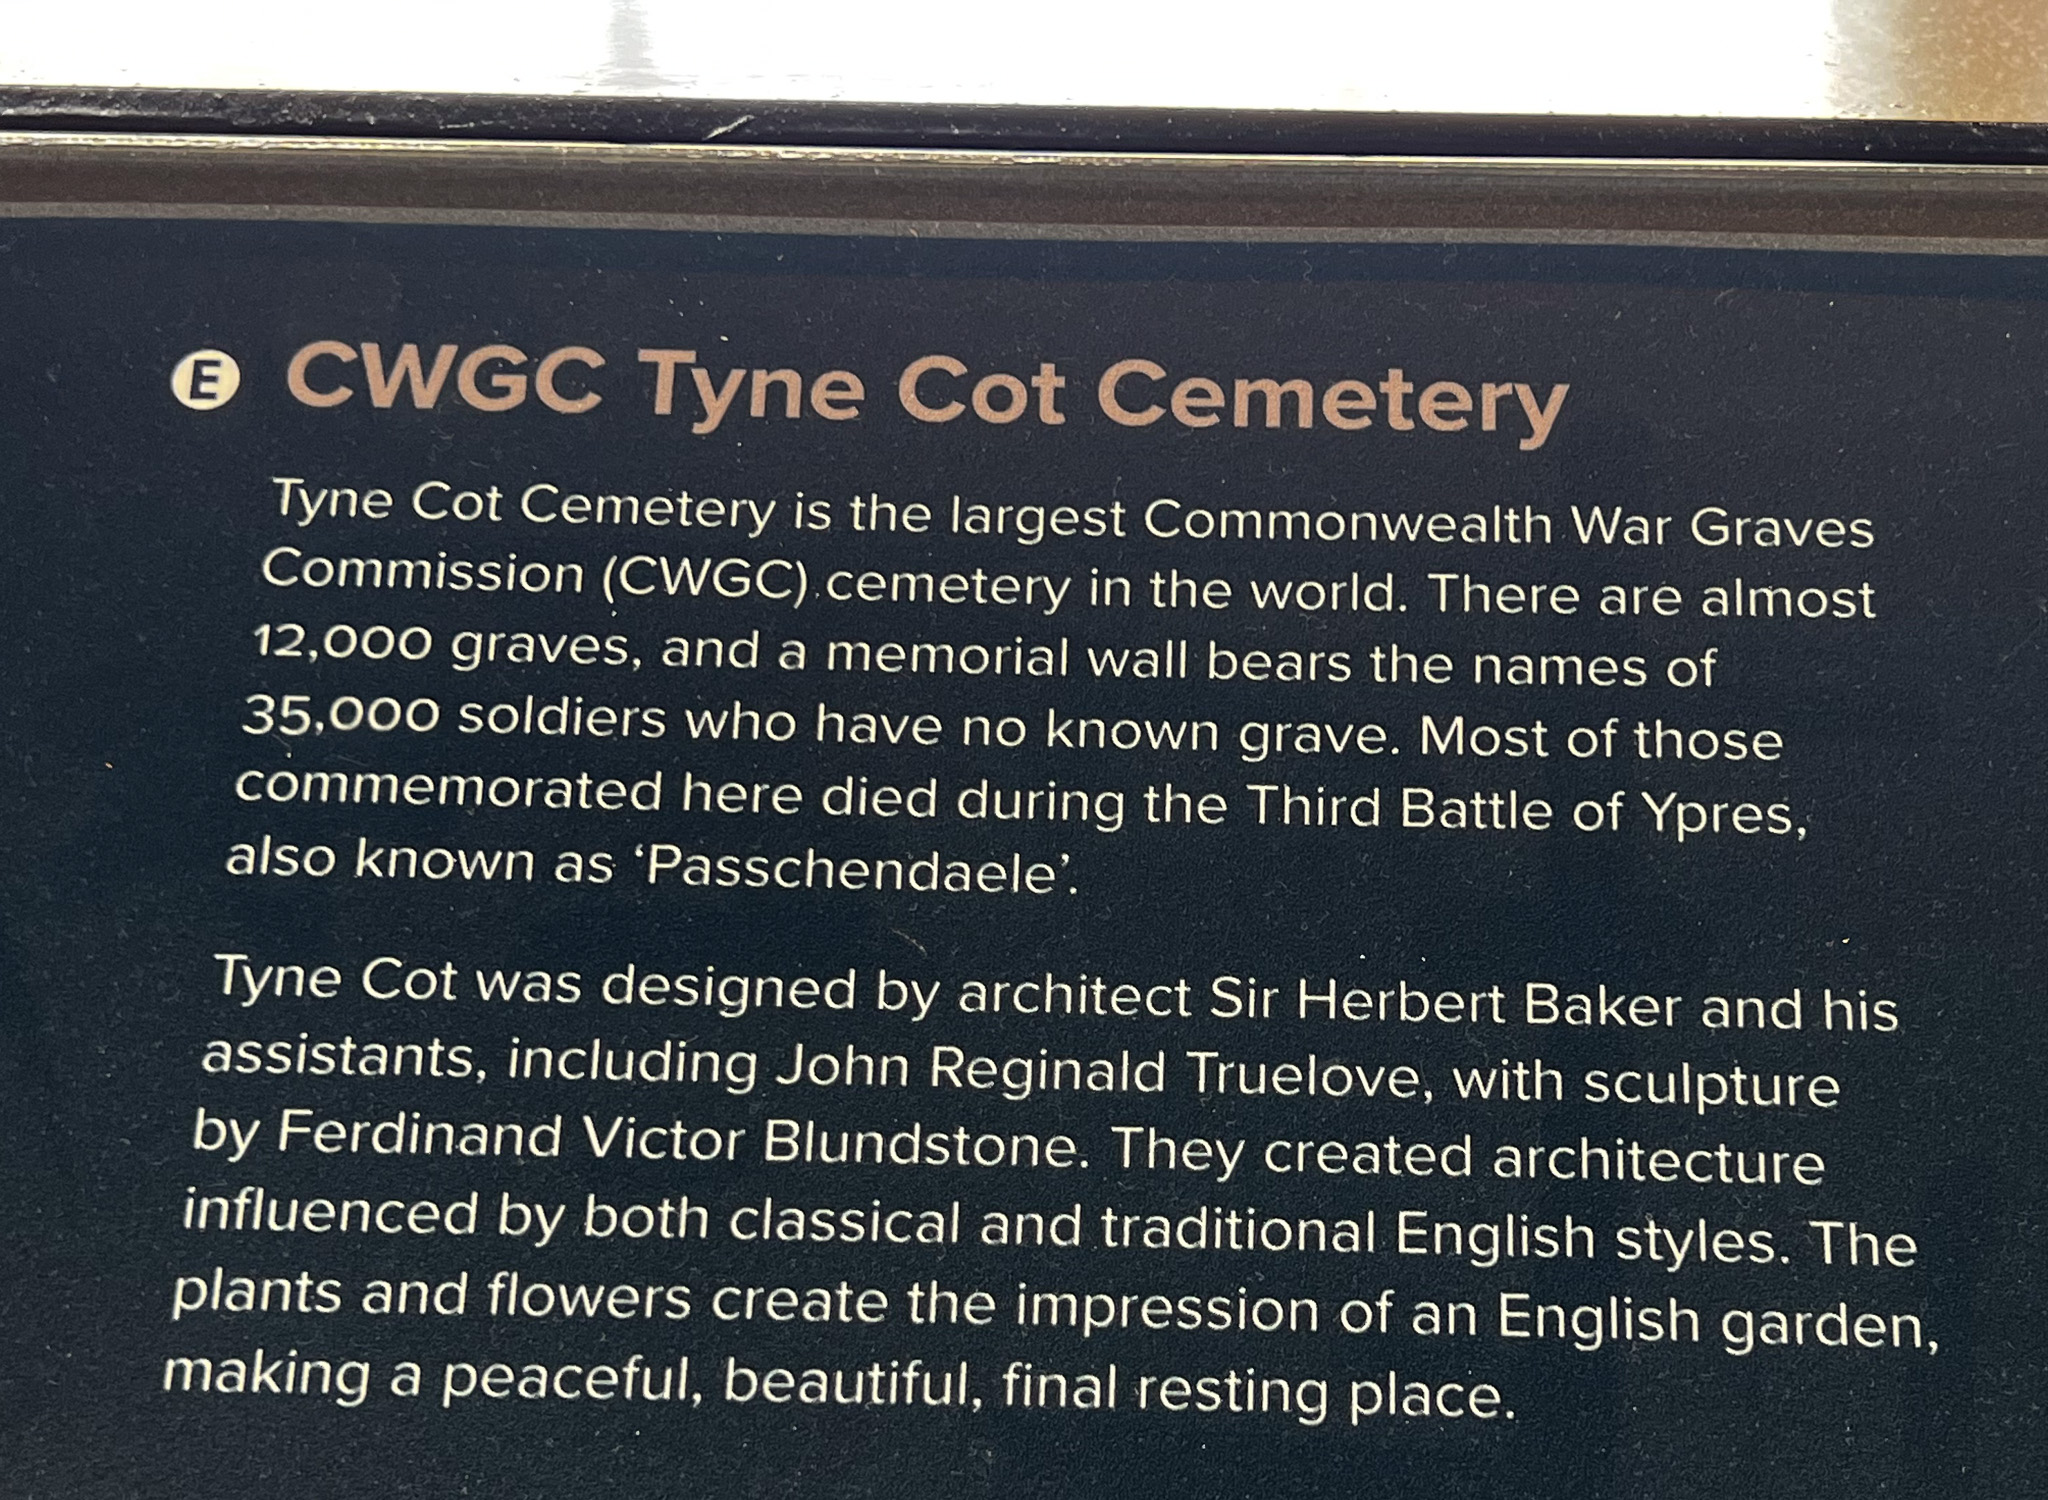 E CWGC Tyne Cot Cemetery
Tyne Cot Cemetery is the largest Commonwealth War Graves
Commission (CWGC) cemetery in the world. There are almost
12,000 graves, and a memorial wall bears the names of
35,000 soldiers who have no known grave. Most of those
commemorated here died during the Third Battle of Ypres,
also known as ‘Passchendaele’.
Tyne Cot was designed by architect Sir Herbert Baker and his
assistants, including John Reginald Truelove, with sculpture
by Ferdinand Victor Blundstone. They created architecture
influenced by both classical and traditional English styles. The
plants and flowers create the impression of an English garden,
making a peaceful, beautiful, final resting place.